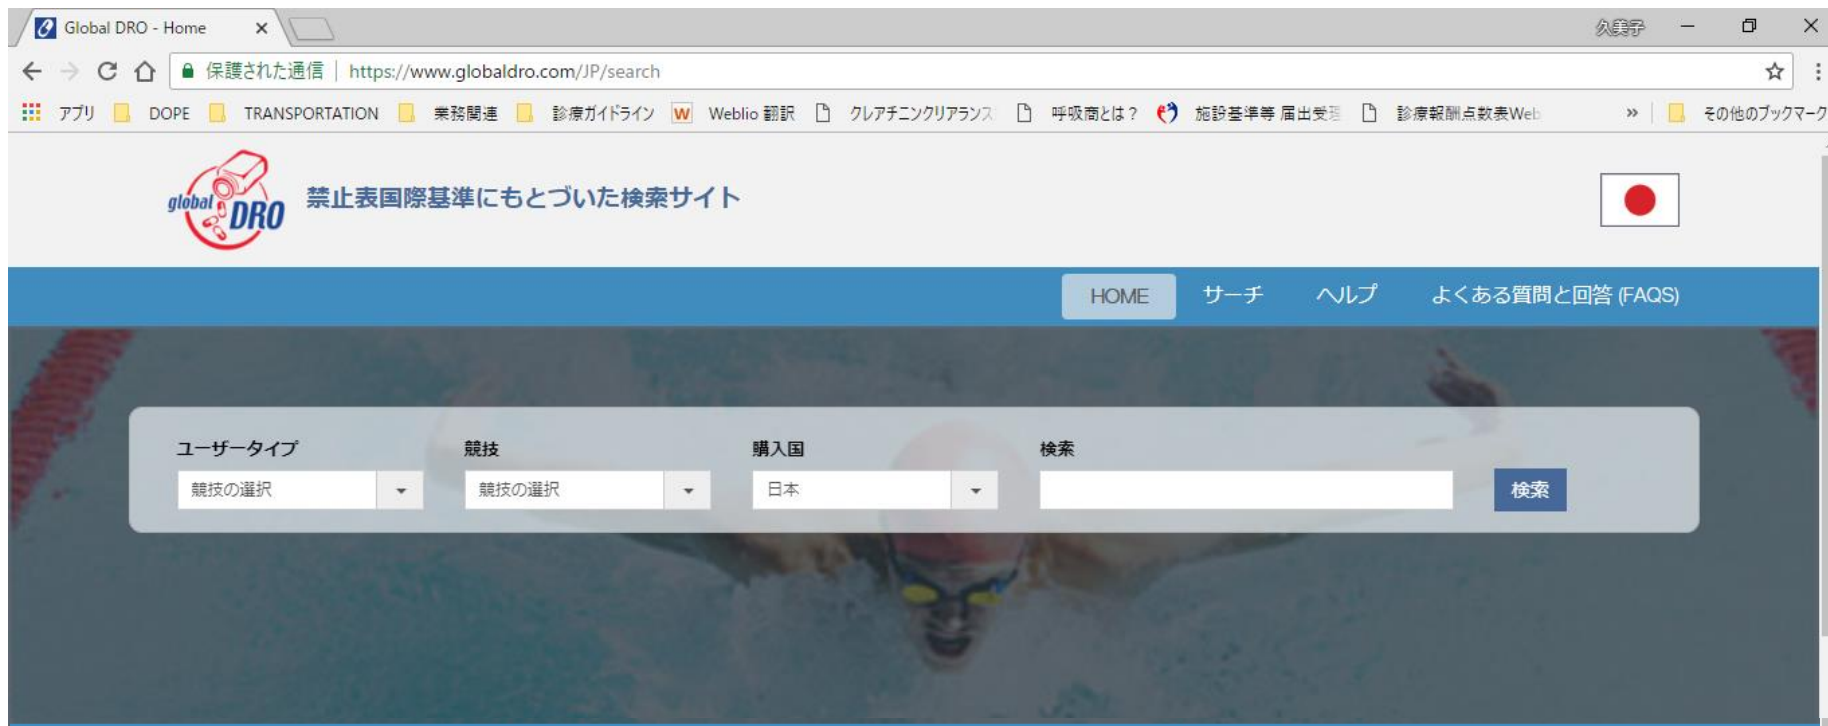 Global DRO - Home
久美子
保護された通信 | https://www.globaldro.com/JP/search
アプリ DOPE TRANSPORTATION 業務関連 診療ガイドライン W Weblio 翻訳 クレアチニンクリアランス 呼吸商とは? 施設基準等 届出受理 診療報酬点数表Web » その他のブックマーク
global DRO
禁止表国際基準にもとづいた検索サイト
HOME サーチ ヘルプ よくある質問と回答 (FAQS)
ユーザータイプ 競技 購入国 検索
競技の選択 競技の選択 日本 検索